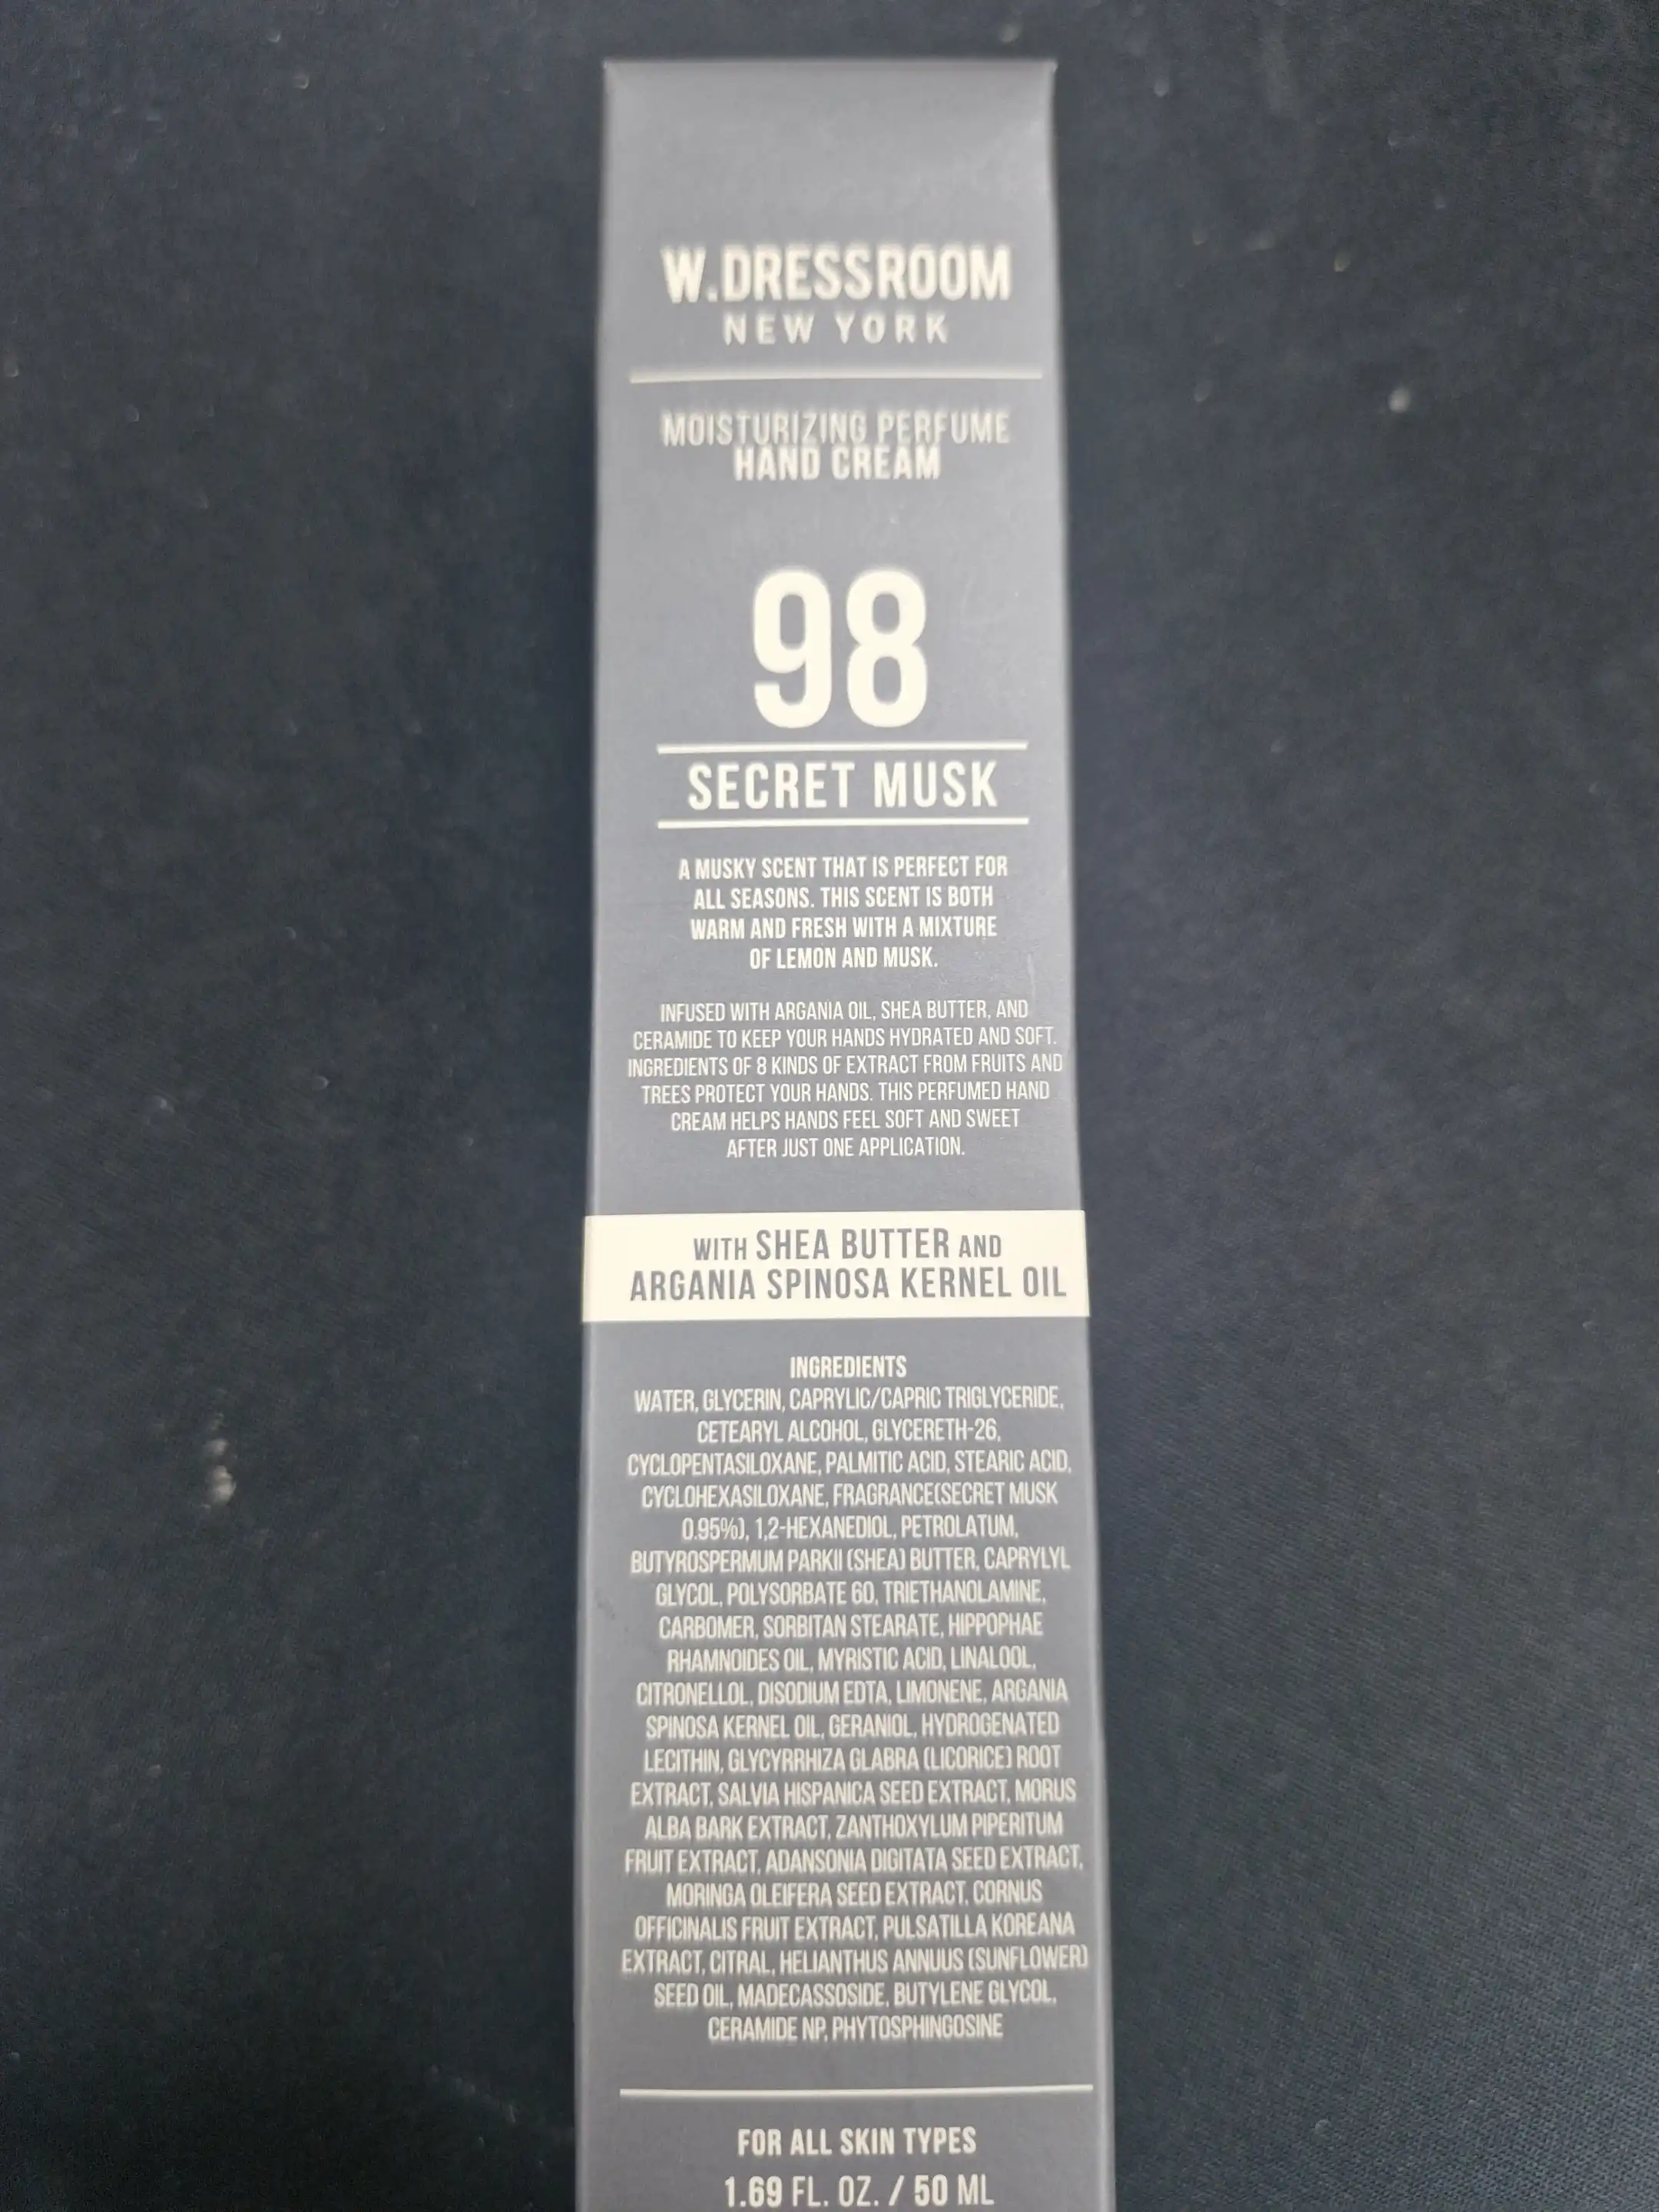 W.DRESSROOM
NEW YORK
MOISTURIZING PERFUME
HAND CREAM
98
SECRET MUSK
A MUSKY SCENT THAT IS PERFECT FOR
ALL SEASONS. THIS SCENT IS BOTH
WARM AND FRESH WITH A MIXTURE
OF LEMON AND MUSK.
INFUSED WITH ARGANIA OIL, SHEA BUTTER, AND
CERAMIDE TO KEEP YOUR HANDS HYDRATED AND SOFT.
INGREDIENTS OF 8 KINDS OF EXTRACT FROM FRUITS AND
TREES PROTECT YOUR HANDS. THIS PERFUMED HAND
CREAM HELPS HANDS FEEL SOFT AND SWEET
AFTER JUST ONE APPLICATION.
WITH SHEA BUTTER AND
ARGANIA SPINOSA KERNEL OIL
INGREDIENTS
WATER, GLYCERIN, CAPRYLIC/CAPRIC TRIGLYCERIDE,
CETEARYL ALCOHOL, GLYCERETH-26,
CYCLOPENTASILOXANE, PALMITIC ACID, STEARIC ACID,
CYCLOHEXASILOXANE, FRAGRANCE(SECRET MUSK
0.95%), 1,2-HEXANEDIOL, PETROLATUM,
BUTYROSPERMUM PARKII (SHEA) BUTTER, CAPRYLYL
GLYCOL, POLYSORBATE 60, TRIETHANOLAMINE,
CARBOMER, SORBITAN STEARATE, HIPPOPHAE
RHAMNOIDES OIL, MYRISTIC ACID, LINALOOL,
CITRONELLOL, DISODIUM EDTA, LIMONENE, ARGANIA
SPINOSA KERNEL OIL, GERANIOL, HYDROGENATED
LECITHIN, GLYCYRRHIZA GLABRA (LICORICE) ROOT
EXTRACT, SALVIA HISPANICA SEED EXTRACT, MORUS
ALBA BARK EXTRACT, ZANTHOXYLUM PIPERITUM
FRUIT EXTRACT, ADANSONIA DIGITATA SEED EXTRACT,
MORINGA OLEIFERA SEED EXTRACT, CORNUS
OFFICINALIS FRUIT EXTRACT, PULSATILLA KOREANA
EXTRACT, CITRAL, HELIANTHUS ANNUUS (SUNFLOWER)
SEED OIL, MADECASSOSIDE, BUTYLENE GLYCOL,
CERAMIDE NP, PHYTOSPHINGOSINE
FOR ALL SKIN TYPES
1.69 FL. OZ. / 50 ML